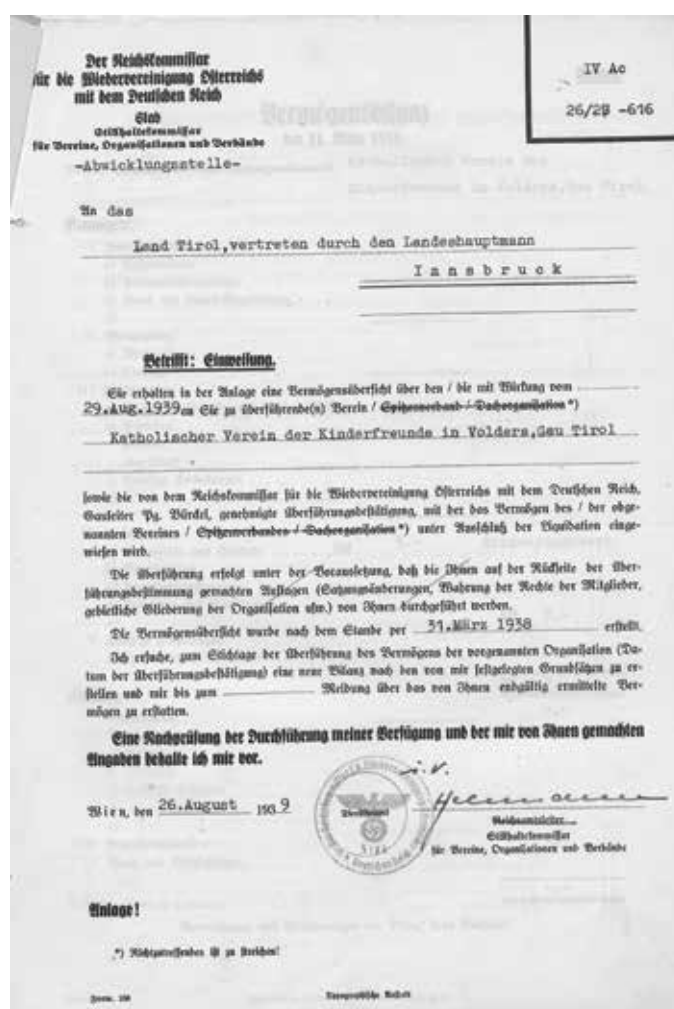 Der Reichskommissar
für die Wiedervereinigung Österreichs
mit dem Deutschen Reich
Stab
Stillhaltekommissar
für Vereine, Organisationen und Verbände
-Abwicklungsstelle-
IV Ac
26/2 -616
An das
Land Tirol,vertreten durch den Landeshauptmann
Innsbruck
Betrifft: Einweisung.
Sie erhalten in der Anlage eine Vermögensübersicht über den / die mit Wirkung vom
29.Aug.1939 an Sie zu überführende(n) Verein / Spitzenverband / Dachorganisation *)
Katholischer Verein der Kinderfreunde in Volders,Gau Tirol
sowie die von dem Reichskommissar für die Wiedervereinigung Österreichs mit dem Deutschen Reich,
Gauleiter Pg. Bürckel, genehmigte Überführungsbestätigung, mit der das Vermögen des / der obge-
nannten Vereines / Spitzenverbandes / Dachorganisation *) unter Ausschluß der Liquidation einge-
wiesen wird.
Die Überführung erfolgt unter der Voraussetzung, daß die Ihnen auf der Rückseite der Über-
führungsbestimmung gemachten Auflagen (Satzungsänderungen, Wahrung der Rechte der Mitglieder,
gebietliche Gliederung der Organisation usw.) von Ihnen durchgeführt werden.
Die Vermögensübersicht wurde nach dem Stande per 31.März 1938 erstellt.
Ich ersuche, zum Stichtage der Überführung des Vermögens der vorgenannten Organisation (Da-
tum der Überführungsbestätigung) eine neue Bilanz nach den von mir festgelegten Grundsätzen zu er-
stellen und mir bis zum Meldung über das von Ihnen endgültig ermittelte Ver-
mögen zu erstatten.
Eine Nachprüfung der Durchführung meiner Verfügung und der mir von Ihnen gemachten
Angaben behalte ich mir vor.
i.V.
Wien, den 26.August 1939
Reichsamtsleiter
Stillhaltekommissar
für Vereine, Organisationen und Verbände
Stab
Anlage!
*) Nichtzutreffendes ist zu streichen!
Form. 150